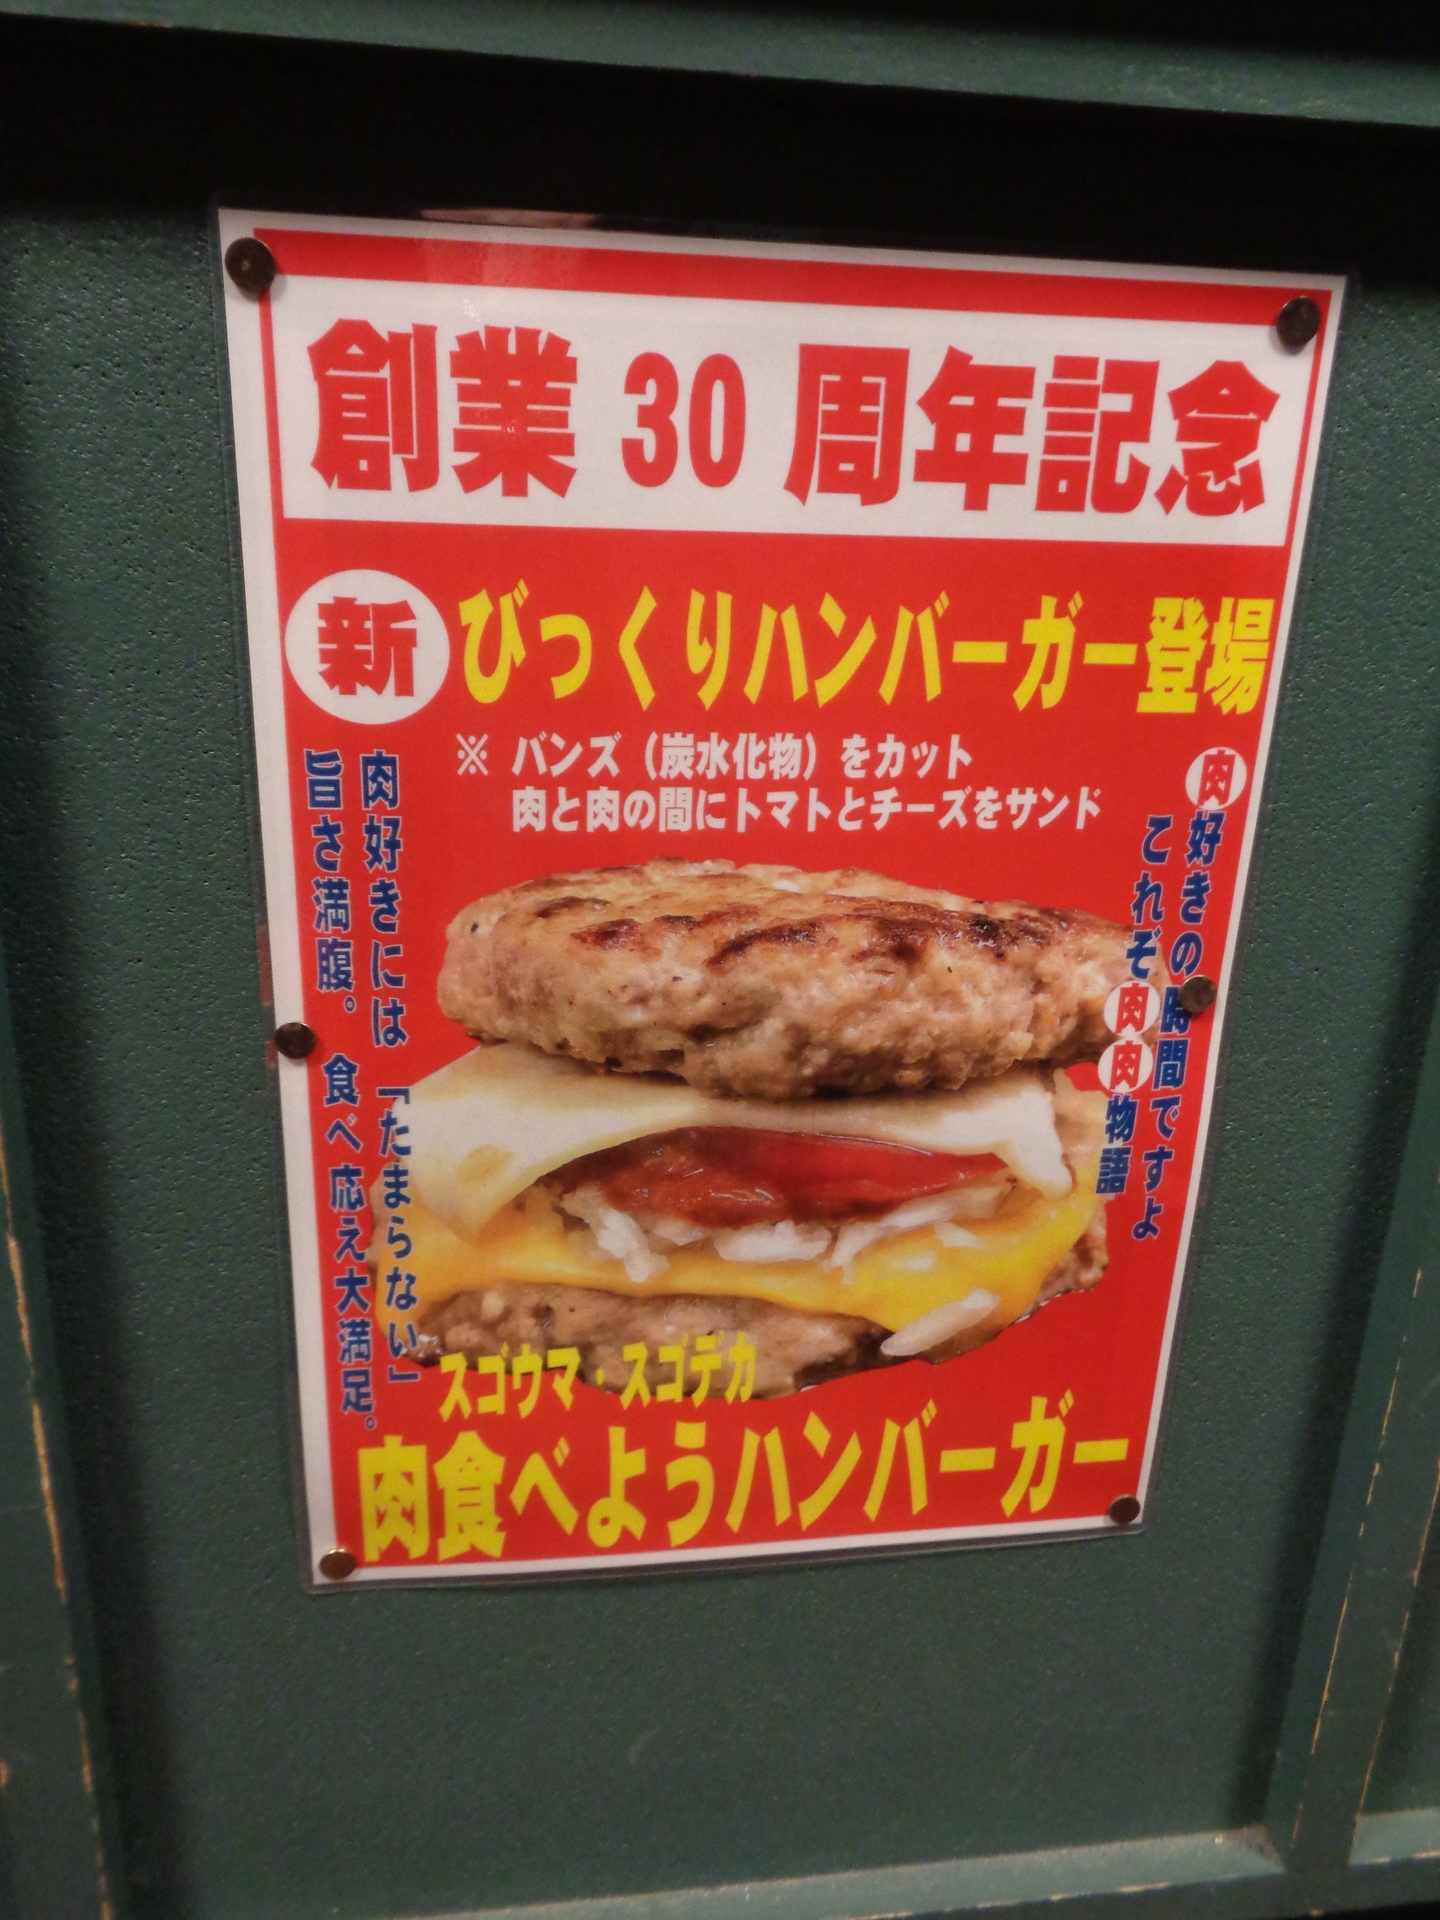 創業 30 周年記念
新 びっくりハンバーガー登場
※ バンズ（炭水化物）をカット
肉と肉の間にトマトとチーズをサンド
肉好きの時間ですよ
これぞ肉肉物語
肉好きには「たまらない」
旨さ満腹。食べ応え大満足。
スゴウマ・スゴデカ
肉食べようハンバーガー